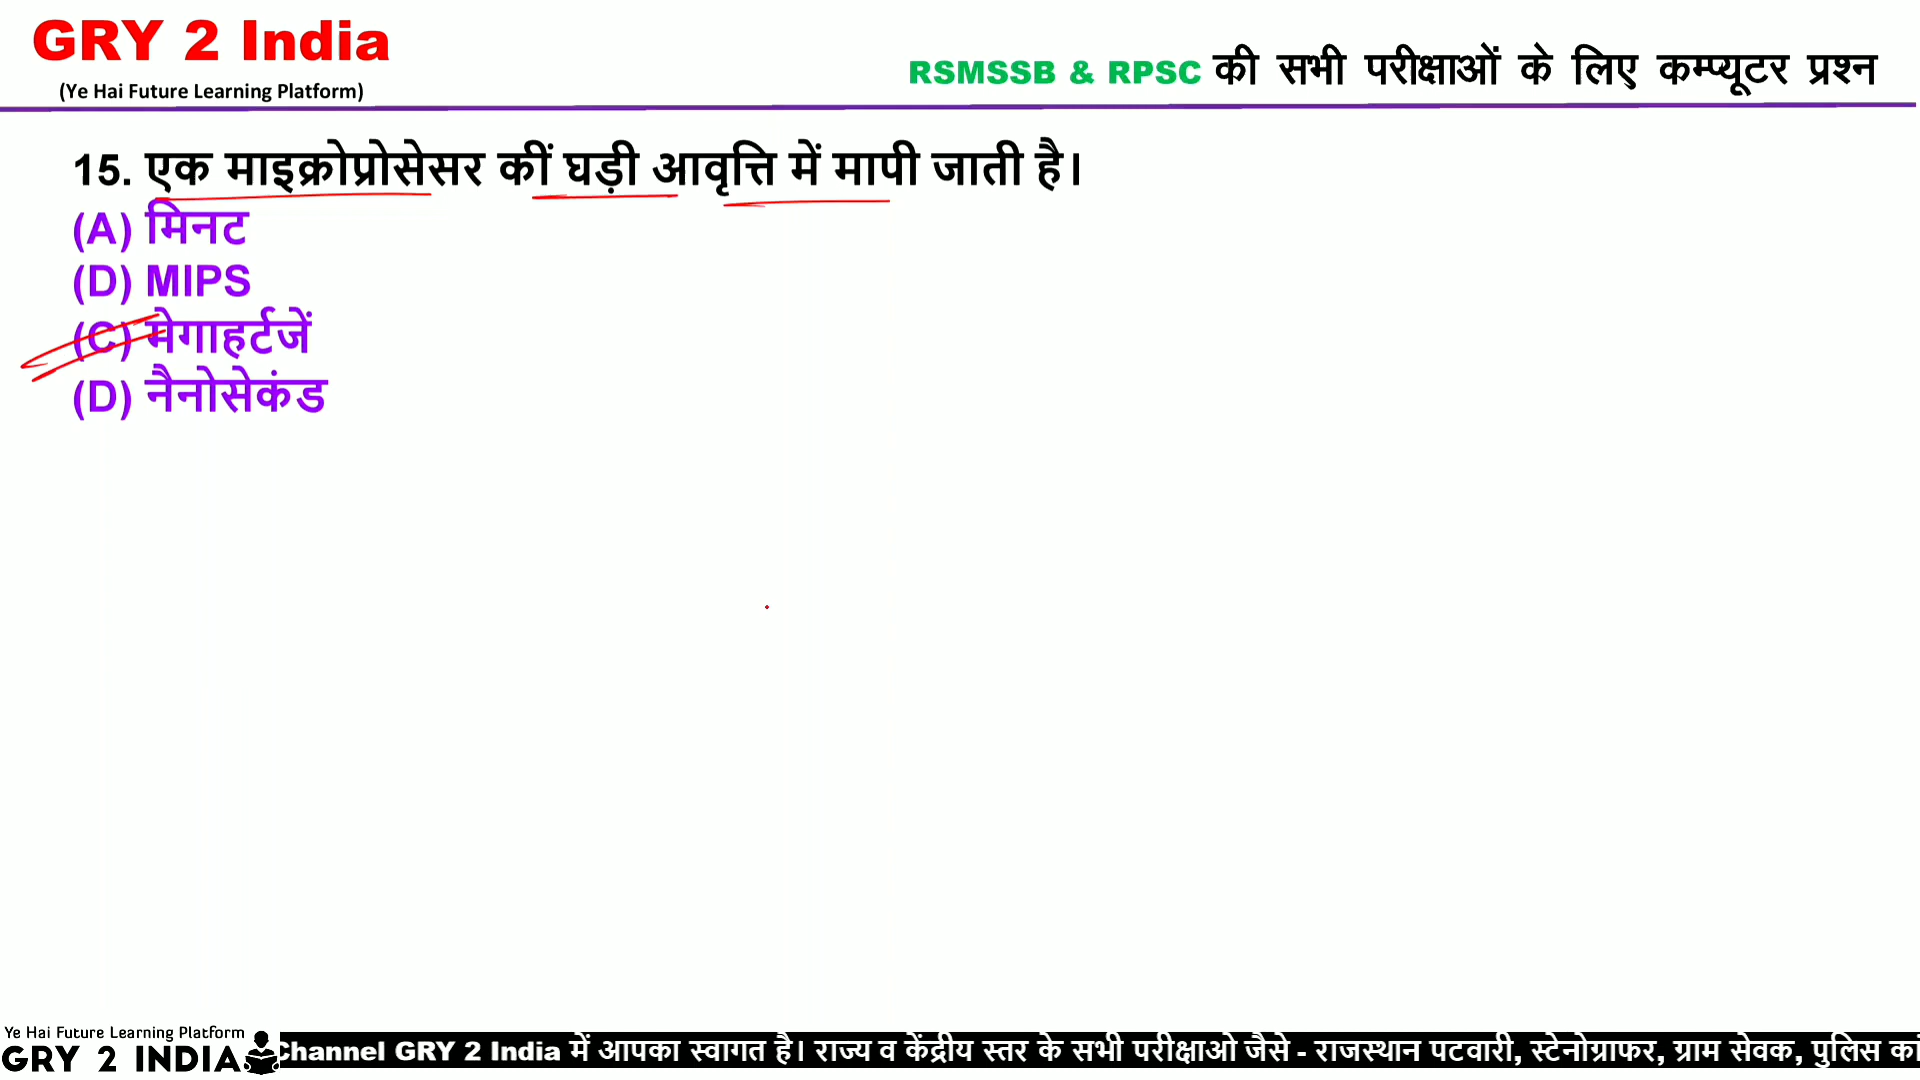 GRY 2 India
(Ye Hai Future Learning Platform)
RSMSSB & RPSC की सभी परीक्षाओं के लिए कम्प्यूटर प्रश्न
15. एक माइक्रोप्रोसेसर कीं घड़ी आवृत्ति में मापी जाती है।
(A) मिनट
(D) MIPS
(C) मेगाहर्टजें
(D) नैनोसेकंड
Ye Hai Future Learning Platform
GRY 2 INDIA
Channel GRY 2 India में आपका स्वागत है। राज्य व केंद्रीय स्तर के सभी परीक्षाओ जैसे - राजस्थान पटवारी, स्टेनोग्राफर, ग्राम सेवक, पुलिस